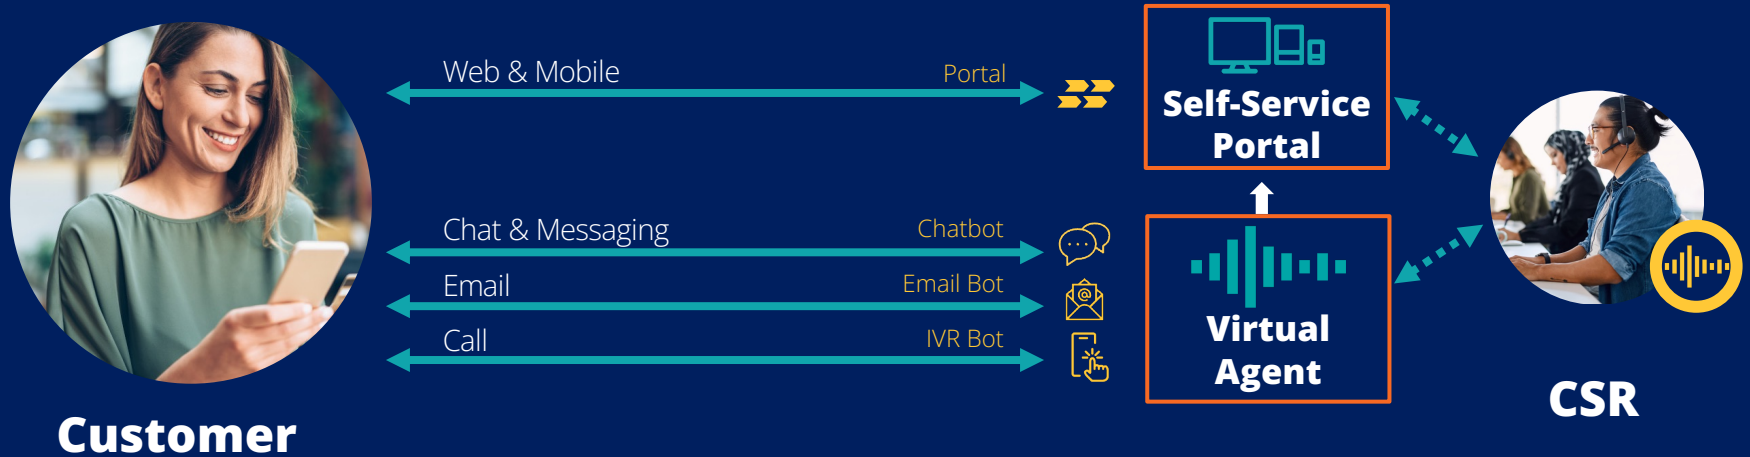 Web & Mobile
Portal
Self-Service
Portal
Chat & Messaging
Chatbot
Email
Email Bot
Call
IVR Bot
Virtual
Agent
Customer
CSR